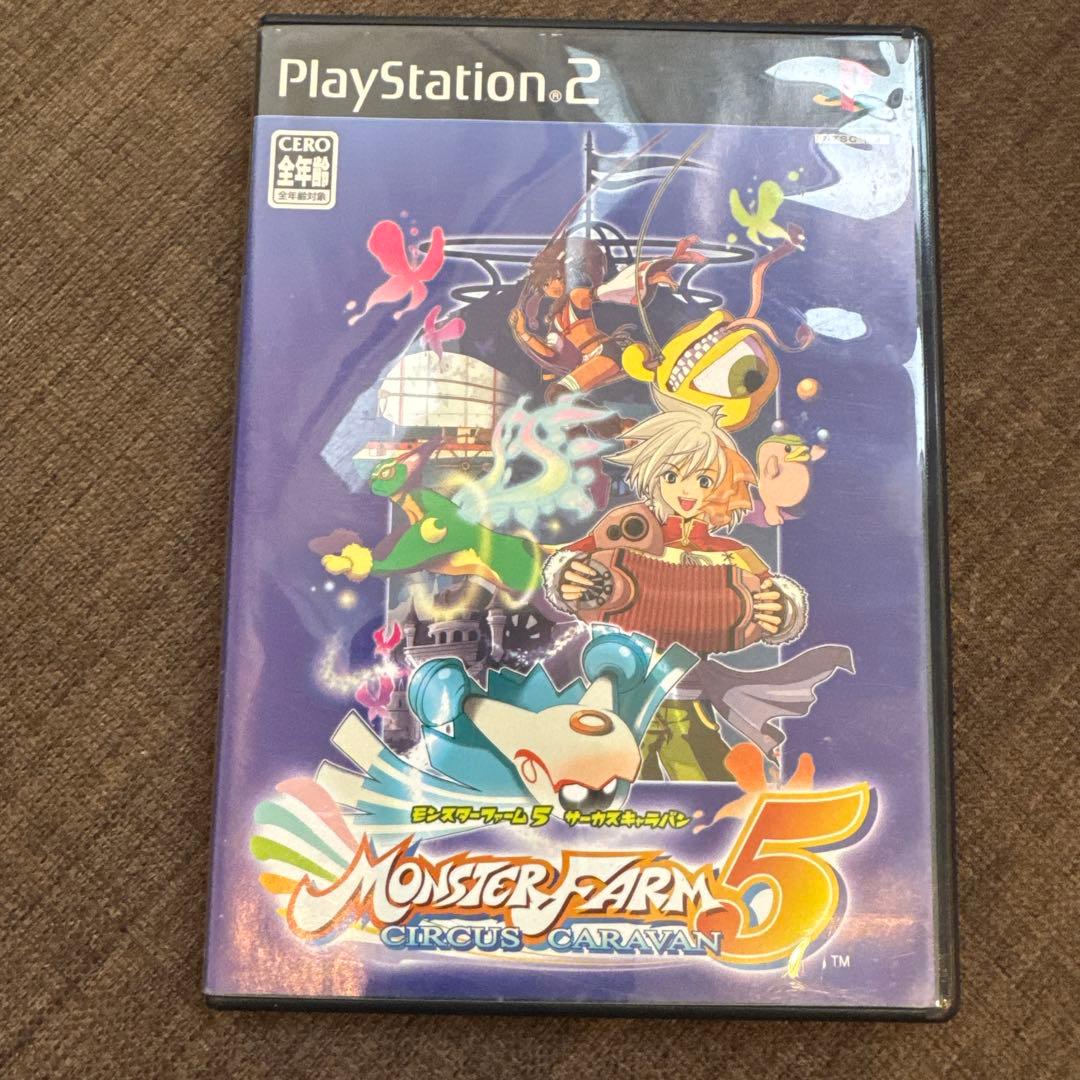 PlayStation®2
NTSC J
CERO
全年齢
全年齢対象
モンスターファーム5 サーカスキャラバン
MONSTER FARM 5
CIRCUS CARAVAN
TM